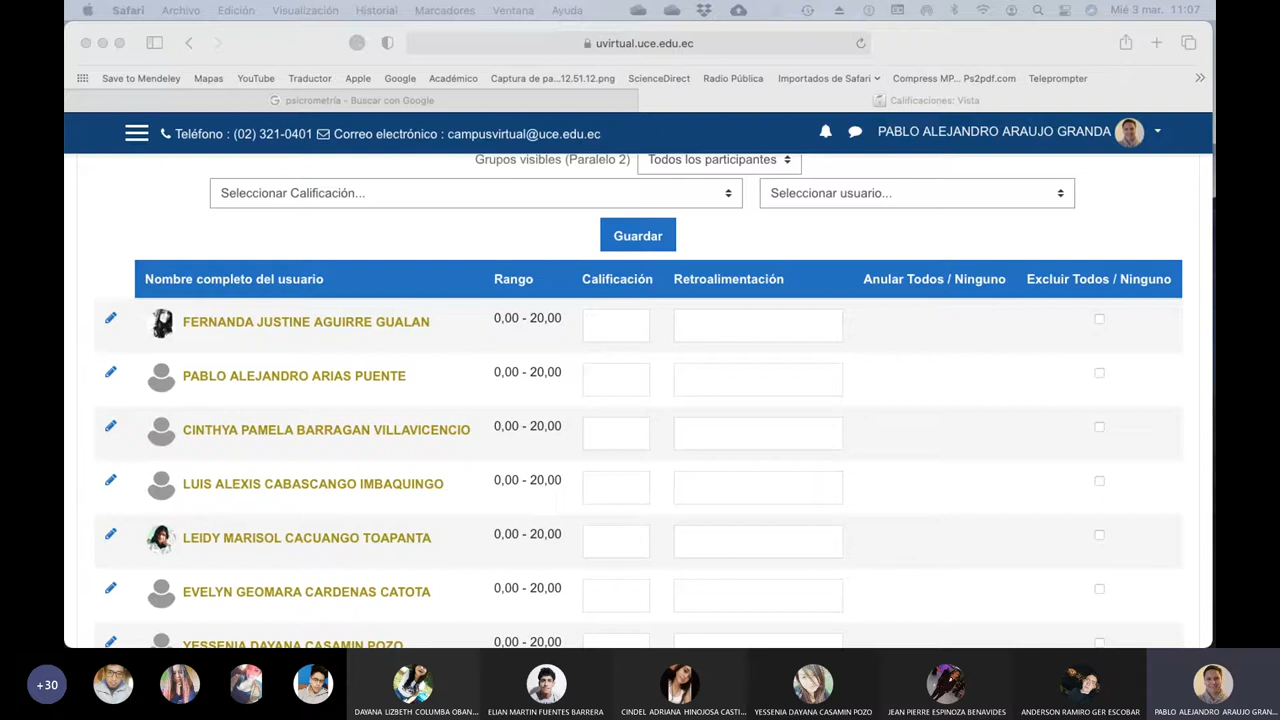 Safari Archivo Edición Visualización Historial Marcadores Ventana Ayuda Mié 3 mar. 11:07
uvirtual.uce.edu.ec
Save to Mendeley Mapas YouTube Traductor Apple Google Académico Captura de pa...12.51.12.png ScienceDirect Radio Pública Importados de Safari Compress MP... Ps2pdf.com Teleprompter
psicrometría - Buscar con Google Calificaciones: Vista
Teléfono : (02) 321-0401 Correo electrónico : campusvirtual@uce.edu.ec PABLO ALEJANDRO ARAUJO GRANDA
Grupos visibles (Paralelo 2) Todos los participantes
Seleccionar Calificación... Seleccionar usuario...
Guardar
Nombre completo del usuario Rango Calificación Retroalimentación Anular Todos / Ninguno Excluir Todos / Ninguno
FERNANDA JUSTINE AGUIRRE GUALAN 0,00 - 20,00
PABLO ALEJANDRO ARIAS PUENTE 0,00 - 20,00
CINTHYA PAMELA BARRAGAN VILLAVICENCIO 0,00 - 20,00
LUIS ALEXIS CABASCANGO IMBAQUINGO 0,00 - 20,00
LEIDY MARISOL CACUANGO TOAPANTA 0,00 - 20,00
EVELYN GEOMARA CARDENAS CATOTA 0,00 - 20,00
YESSENIA DAYANA CASAMIN POZO 0,00 - 20,00
+30
DAYANA LIZBETH COLUMBA OBAN... ELIAN MARTIN FUENTES BARRERA CINDEL ADRIANA HINOJOSA CASTI... YESSENIA DAYANA CASAMIN POZO JEAN PIERRE ESPINOZA BENAVIDES ANDERSON RAMIRO GER ESCOBAR PABLO ALEJANDRO ARAUJO GRAN...